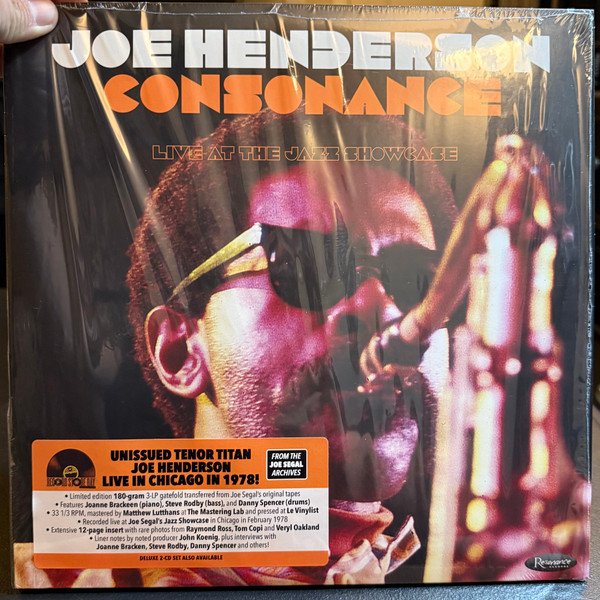 JOE HENDERSON
CONSONANCE
LIVE AT THE JAZZ SHOWCASE
UNISSUED TENOR TITAN
JOE HENDERSON
LIVE IN CHICAGO IN 1978!
FROM THE
JOE SEGAL
ARCHIVES
• Limited edition 180-gram 3-LP gatefold transferred from Joe Segal's original tapes
• Features Joanne Brackeen (piano), Steve Rodby (bass), and Danny Spencer (drums)
• 33 1/3 RPM, mastered by Matthew Lutthans at The Mastering Lab and pressed at Le Vinylist
• Recorded live at Joe Segal's Jazz Showcase in Chicago in February 1978
• Extensive 12-page insert with rare photos from Raymond Ross, Tom Copi and Veryl Oakland
• Liner notes by noted producer John Koenig, plus interviews with
Joanne Bracken, Steve Rodby, Danny Spencer and others!
DELUXE 2-CD SET ALSO AVAILABLE
Resonance
RECORDS